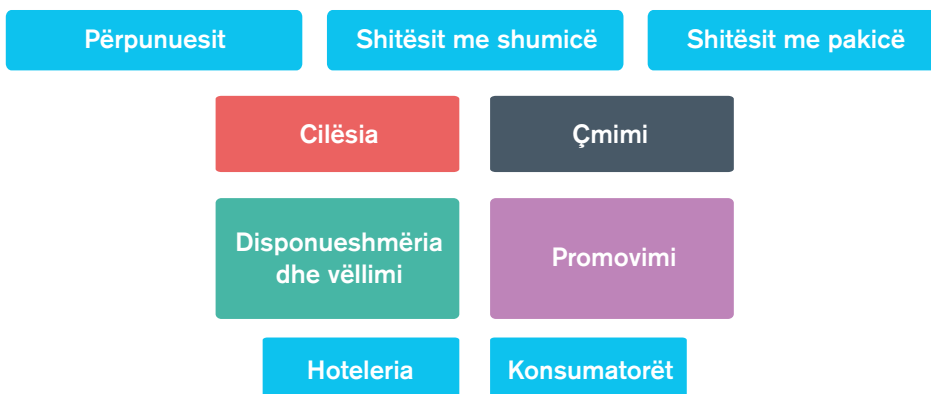 Përpunuesit
Shitësit me shumicë
Shitësit me pakicë
Cilësia
Çmimi
Disponueshmëria
dhe vëllimi
Promovimi
Hoteleria
Konsumatorët